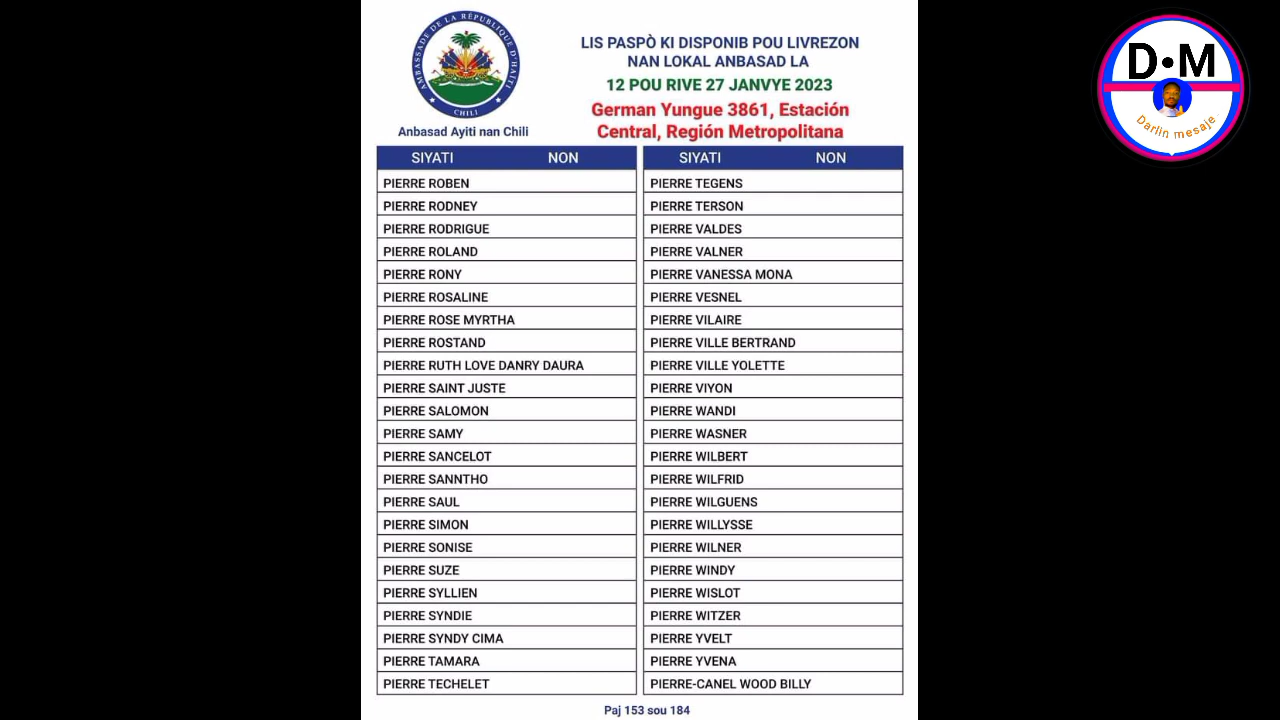 AMBASSADE DE LA RÉPUBLIQUE D'HAITI
CHILI
Anbasad Ayiti nan Chili
LIS PASPÒ KI DISPONIB POU LIVREZON
NAN LOKAL ANBASAD LA
12 POU RIVE 27 JANVYE 2023
German Yungue 3861, Estación
Central, Región Metropolitana
SIYATI NON
PIERRE ROBEN
PIERRE RODNEY
PIERRE RODRIGUE
PIERRE ROLAND
PIERRE RONY
PIERRE ROSALINE
PIERRE ROSE MYRTHA
PIERRE ROSTAND
PIERRE RUTH LOVE DANRY DAURA
PIERRE SAINT JUSTE
PIERRE SALOMON
PIERRE SAMY
PIERRE SANCELOT
PIERRE SANNTHO
PIERRE SAUL
PIERRE SIMON
PIERRE SONISE
PIERRE SUZE
PIERRE SYLLIEN
PIERRE SYNDIE
PIERRE SYNDY CIMA
PIERRE TAMARA
PIERRE TECHELET
SIYATI NON
PIERRE TEGENS
PIERRE TERSON
PIERRE VALDES
PIERRE VALNER
PIERRE VANESSA MONA
PIERRE VESNEL
PIERRE VILAIRE
PIERRE VILLE BERTRAND
PIERRE VILLE YOLETTE
PIERRE VIYON
PIERRE WANDI
PIERRE WASNER
PIERRE WILBERT
PIERRE WILFRID
PIERRE WILGUENS
PIERRE WILLYSSE
PIERRE WILNER
PIERRE WINDY
PIERRE WISLOT
PIERRE WITZER
PIERRE YVELT
PIERRE YVENA
PIERRE-CANEL WOOD BILLY
Paj 153 sou 184
D•M
Darlin mesaje